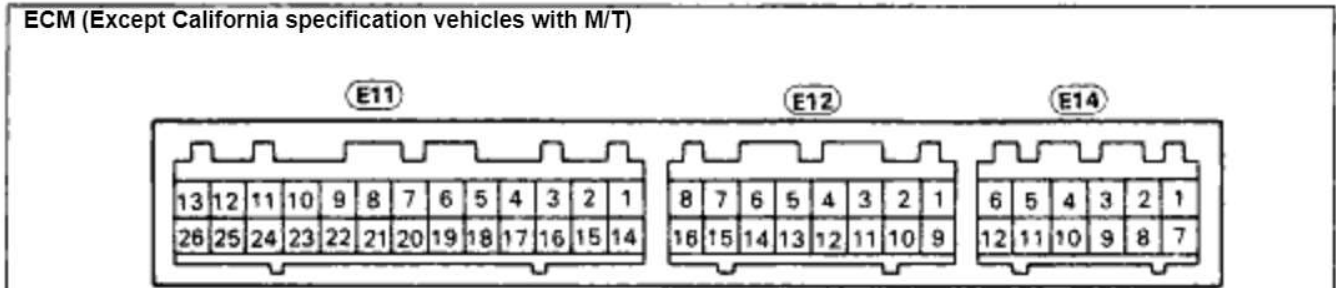 ECM (Except California specification vehicles with M/T)
E11 E12 E14
13 12 11 10 9 8 7 6 5 4 3 2 1 8 7 6 5 4 3 2 1 6 5 4 3 2 1
26 25 24 23 22 21 20 19 18 17 16 15 14 16 15 14 13 12 11 10 9 12 11 10 9 8 7